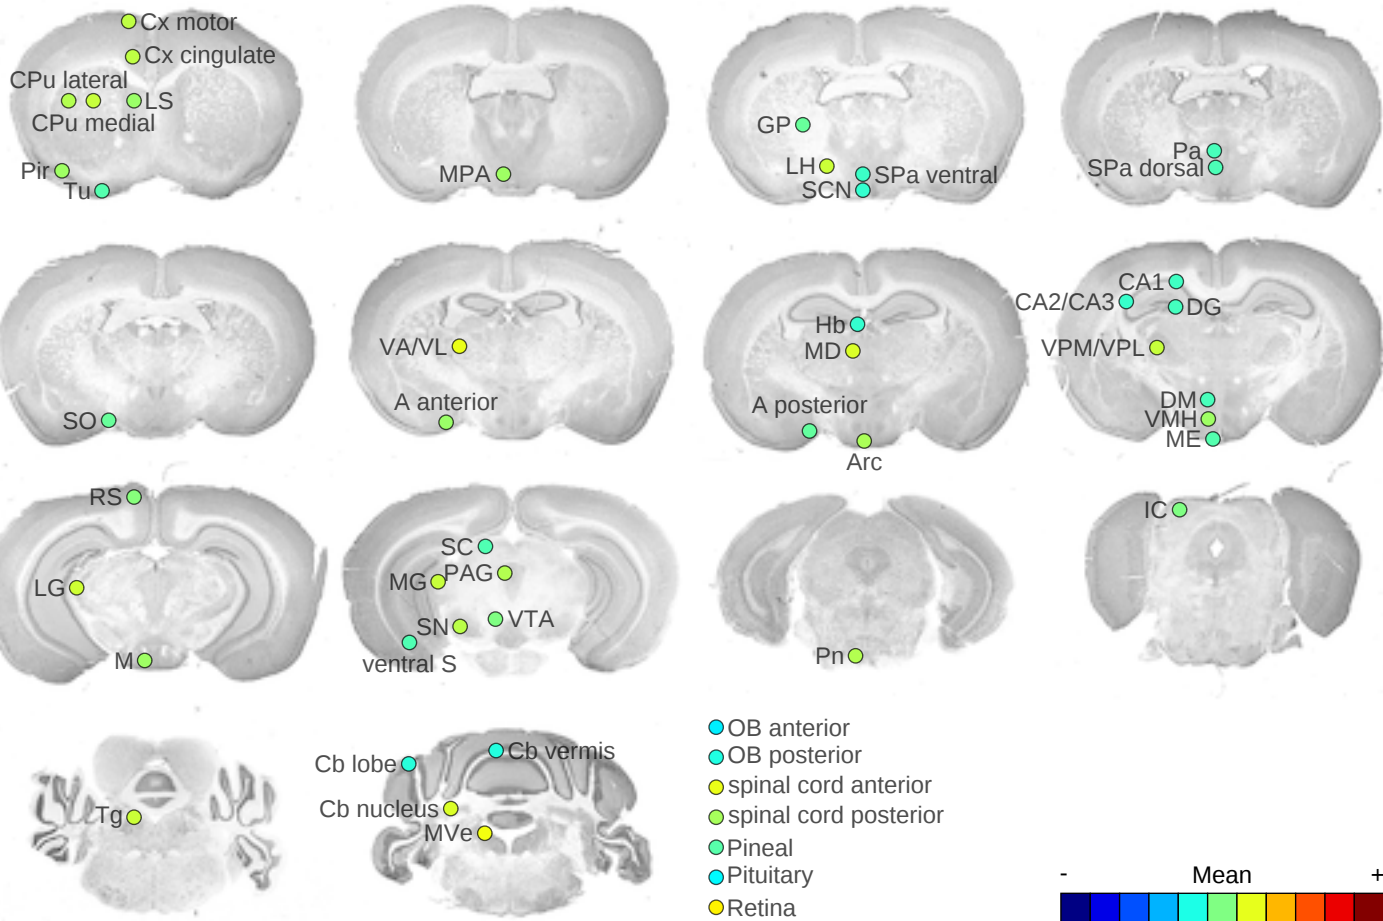 Cx motor
Cx cingulate
CPu lateral
LS
CPu medial
Pir
Tu
MPA
GP
LH
SPa ventral
SCN
Pa
SPa dorsal
SO
VA/VL
A anterior
Hb
MD
A posterior
Arc
CA1
CA2/CA3
DG
VPM/VPL
DM
VMH
ME
RS
LG
M
SC
PAG
MG
VTA
SN
ventral S
Pn
IC
Tg
Cb vermis
Cb lobe
Cb nucleus
MVe
OB anterior
OB posterior
spinal cord anterior
spinal cord posterior
Pineal
Pituitary
Retina
- Mean +